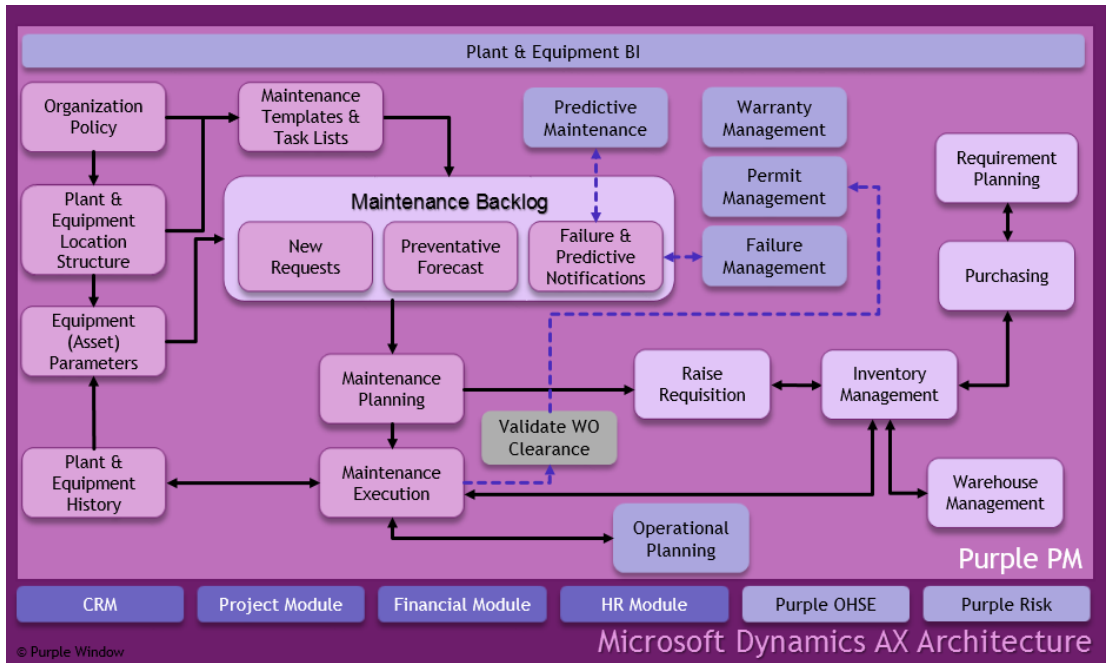 Plant & Equipment BI
Organization
Policy
Maintenance
Templates &
Task Lists
Predictive
Maintenance
Warranty
Management
Requirement
Planning
Permit
Management
Plant &
Equipment
Location
Structure
Maintenance Backlog
New
Requests
Preventative
Forecast
Failure &
Predictive
Notifications
Failure
Management
Purchasing
Equipment
(Asset)
Parameters
Maintenance
Planning
Raise
Requisition
Inventory
Management
Validate WO
Clearance
Plant &
Equipment
History
Maintenance
Execution
Warehouse
Management
Operational
Planning
Purple PM
CRM
Project Module
Financial Module
HR Module
Purple OHSE
Purple Risk
Microsoft Dynamics AX Architecture
© Purple Window